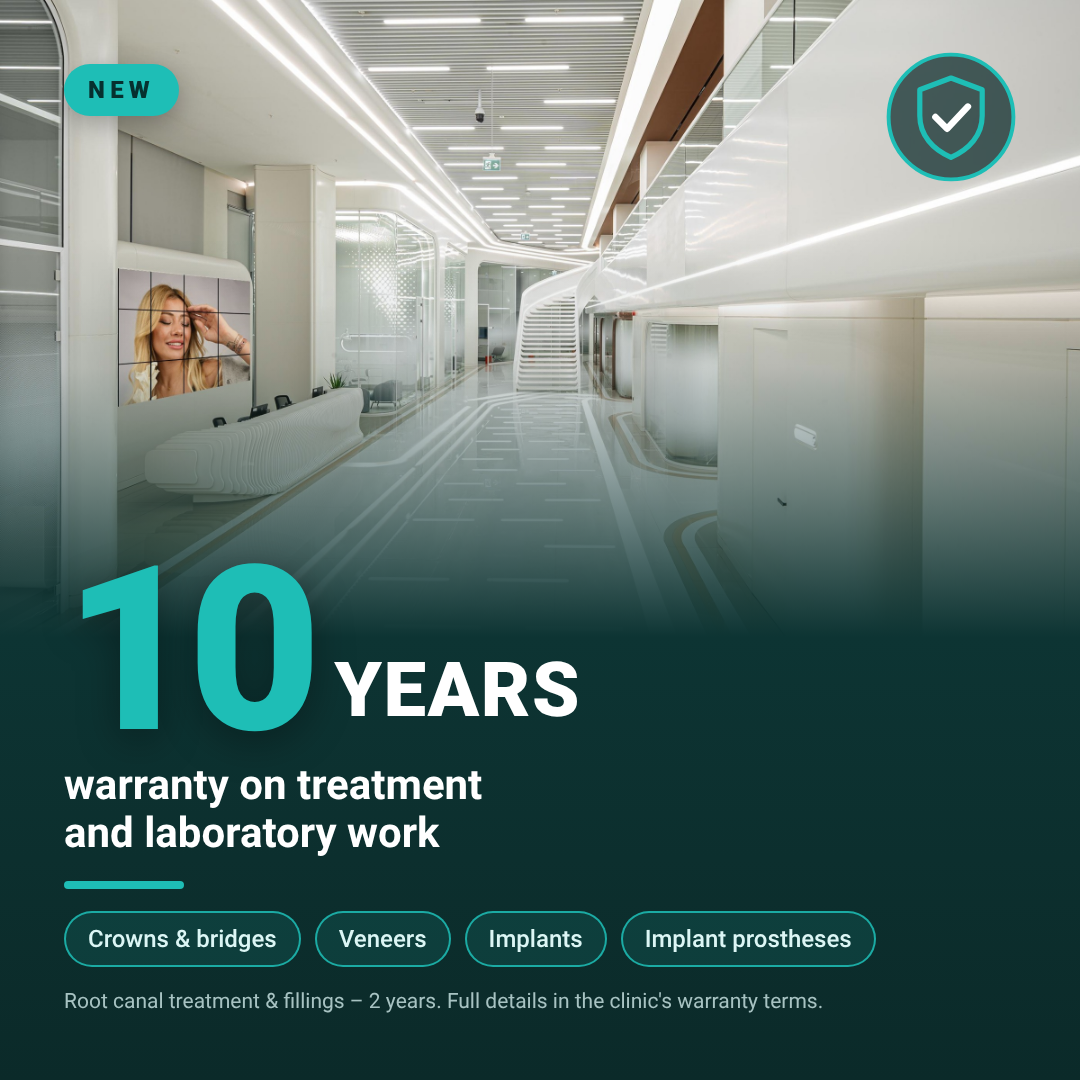 NEW
10 YEARS
warranty on treatment
and laboratory work
Crowns & bridges
Veneers
Implants
Implant prostheses
Root canal treatment & fillings – 2 years. Full details in the clinic's warranty terms.